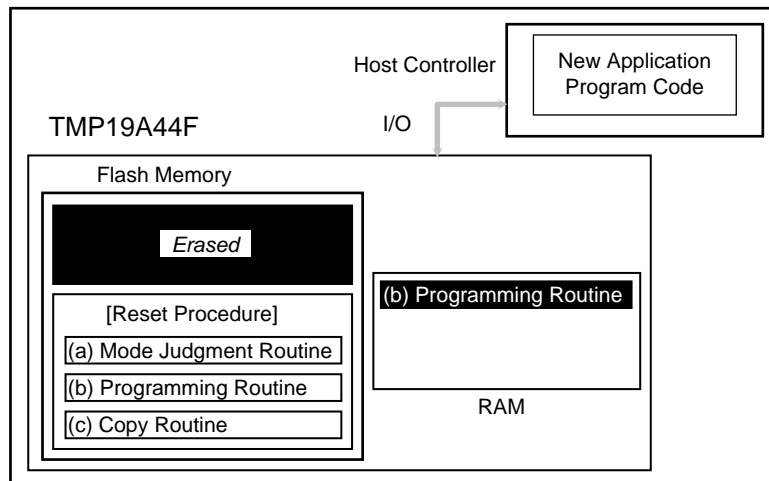 Host Controller
New Application
Program Code
I/O
TMP19A44F
Flash Memory
Erased
[Reset Procedure]
(a) Mode Judgment Routine
(b) Programming Routine
(c) Copy Routine
(b) Programming Routine
RAM